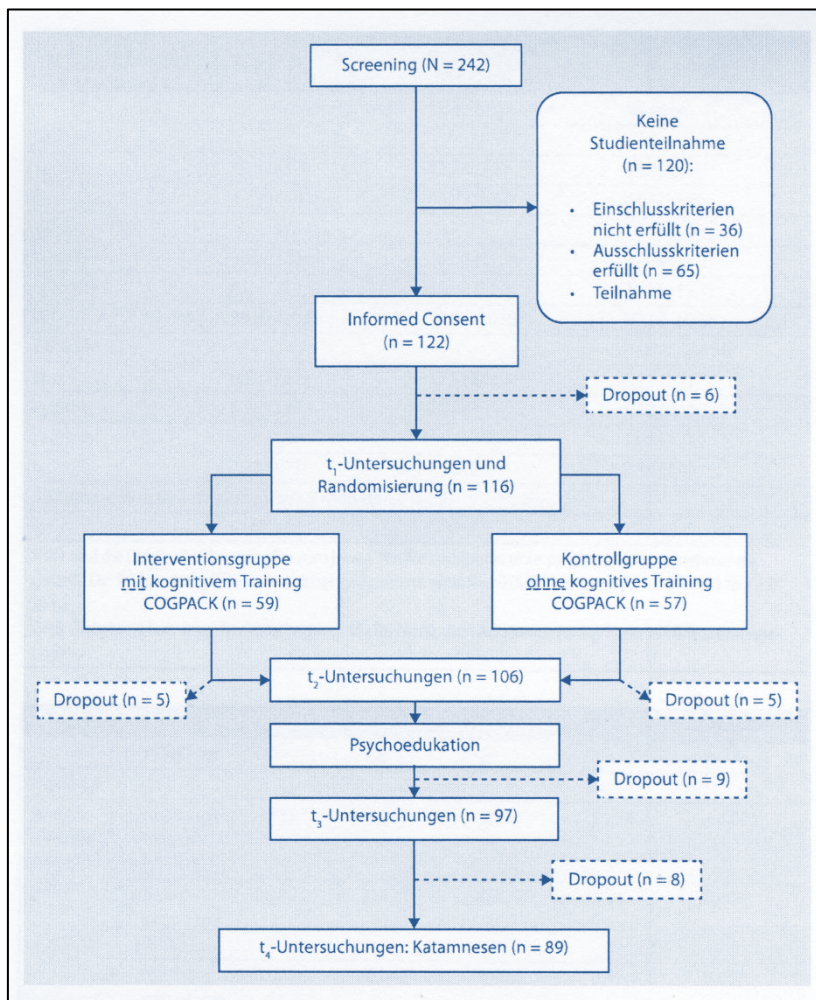 Screening (N = 242)
Keine
Studienteilnahme
(n = 120):
• Einschlusskriterien
nicht erfüllt (n = 36)
• Ausschlusskriterien
erfüllt (n = 65)
• Teilnahme
Informed Consent
(n = 122)
Dropout (n = 6)
t₁-Untersuchungen und
Randomisierung (n = 116)
Interventionsgruppe
mit kognitivem Training
COGPACK (n = 59)
Kontrollgruppe
ohne kognitives Training
COGPACK (n = 57)
t₂-Untersuchungen (n = 106)
Dropout (n = 5)
Dropout (n = 5)
Psychoedukation
Dropout (n = 9)
t₃-Untersuchungen (n = 97)
Dropout (n = 8)
t₄-Untersuchungen: Katamnesen (n = 89)